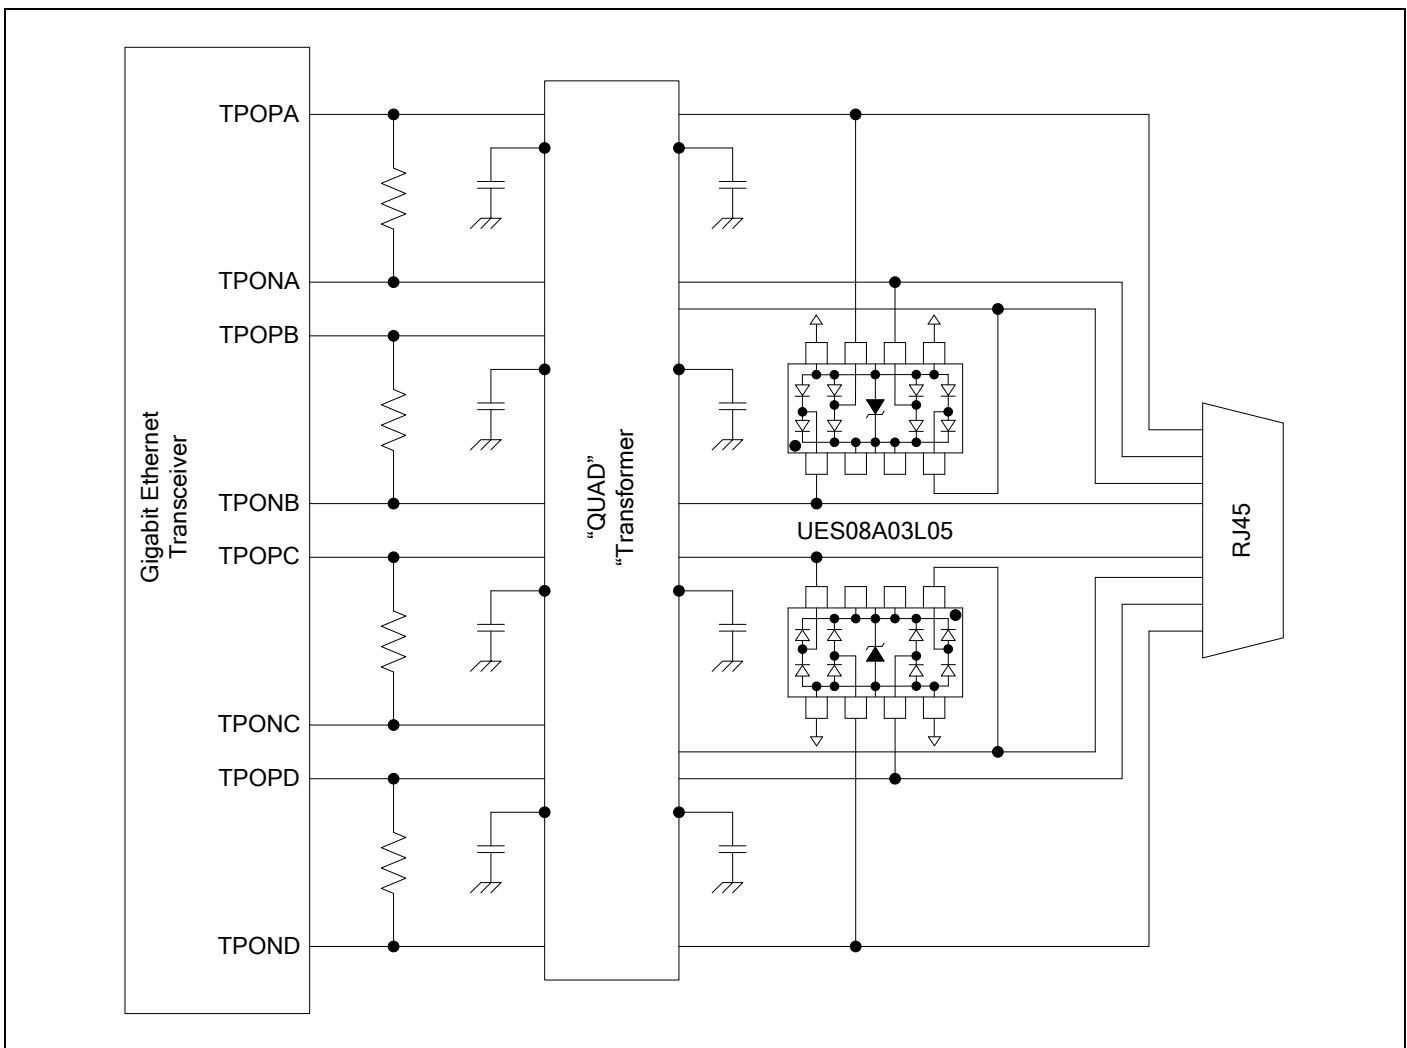 TPOPA
TPONA
TPOPB
TPONB
TPOPC
TPONC
TPOPD
TPOND
Gigabit Ethernet
Transceiver
“QUAD”
“Transformer
UES08A03L05
RJ45